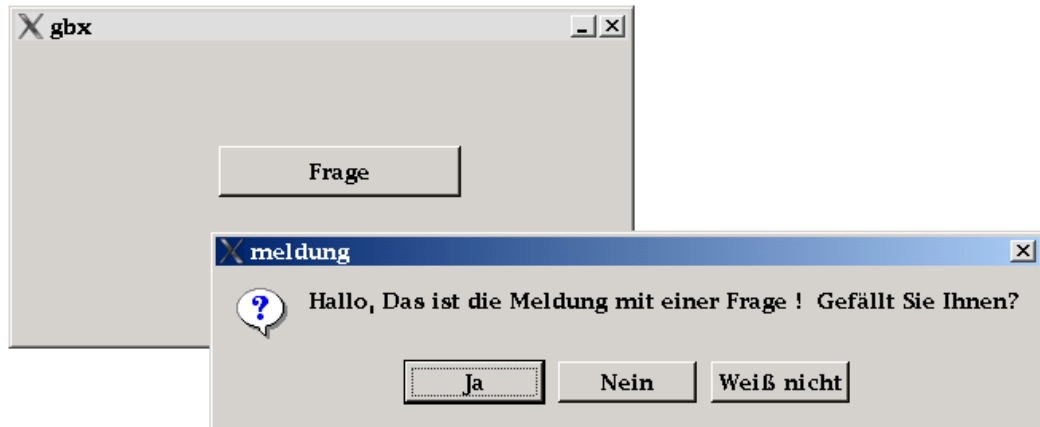 gbx
Frage
meldung
Hallo, Das ist die Meldung mit einer Frage ! Gefällt Sie Ihnen?
Ja Nein Weiß nicht